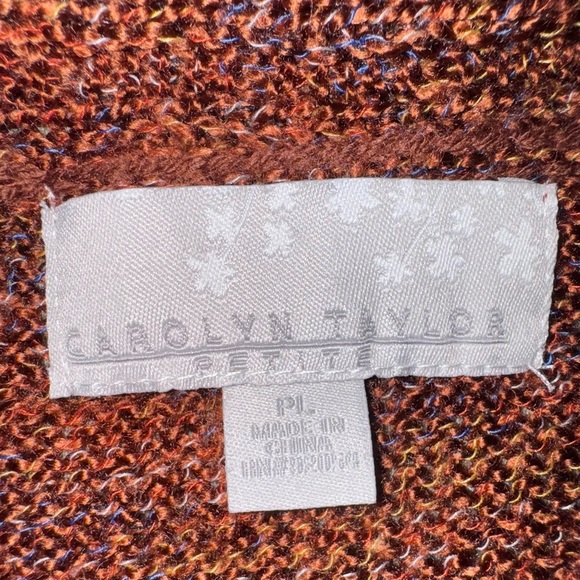 CAROLYN TAYLOR
PETITE
PL
MADE IN
CHINA